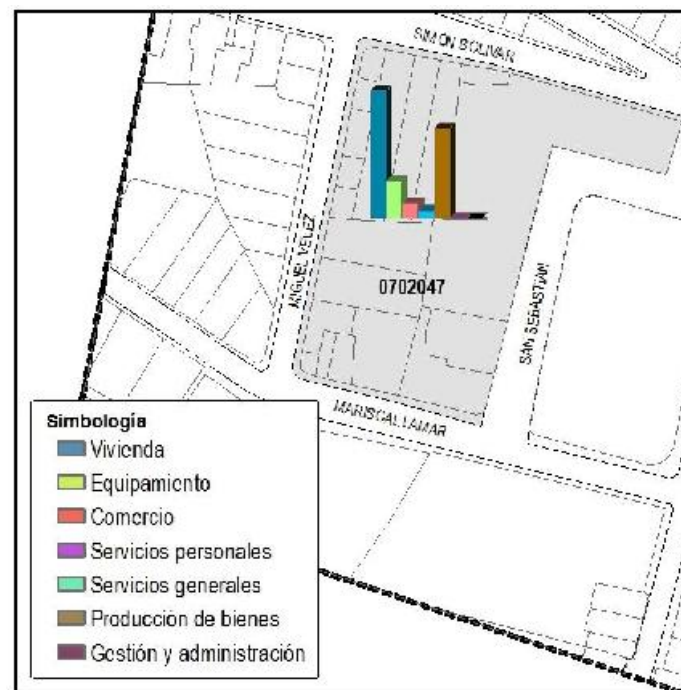 SIMON BOLIVAR
MIGUEL VELEZ
0702047
SAN SEBASTIAN
MARISCAL LAMAR
Simbología
Vivienda
Equipamiento
Comercio
Servicios personales
Servicios generales
Producción de bienes
Gestión y administración